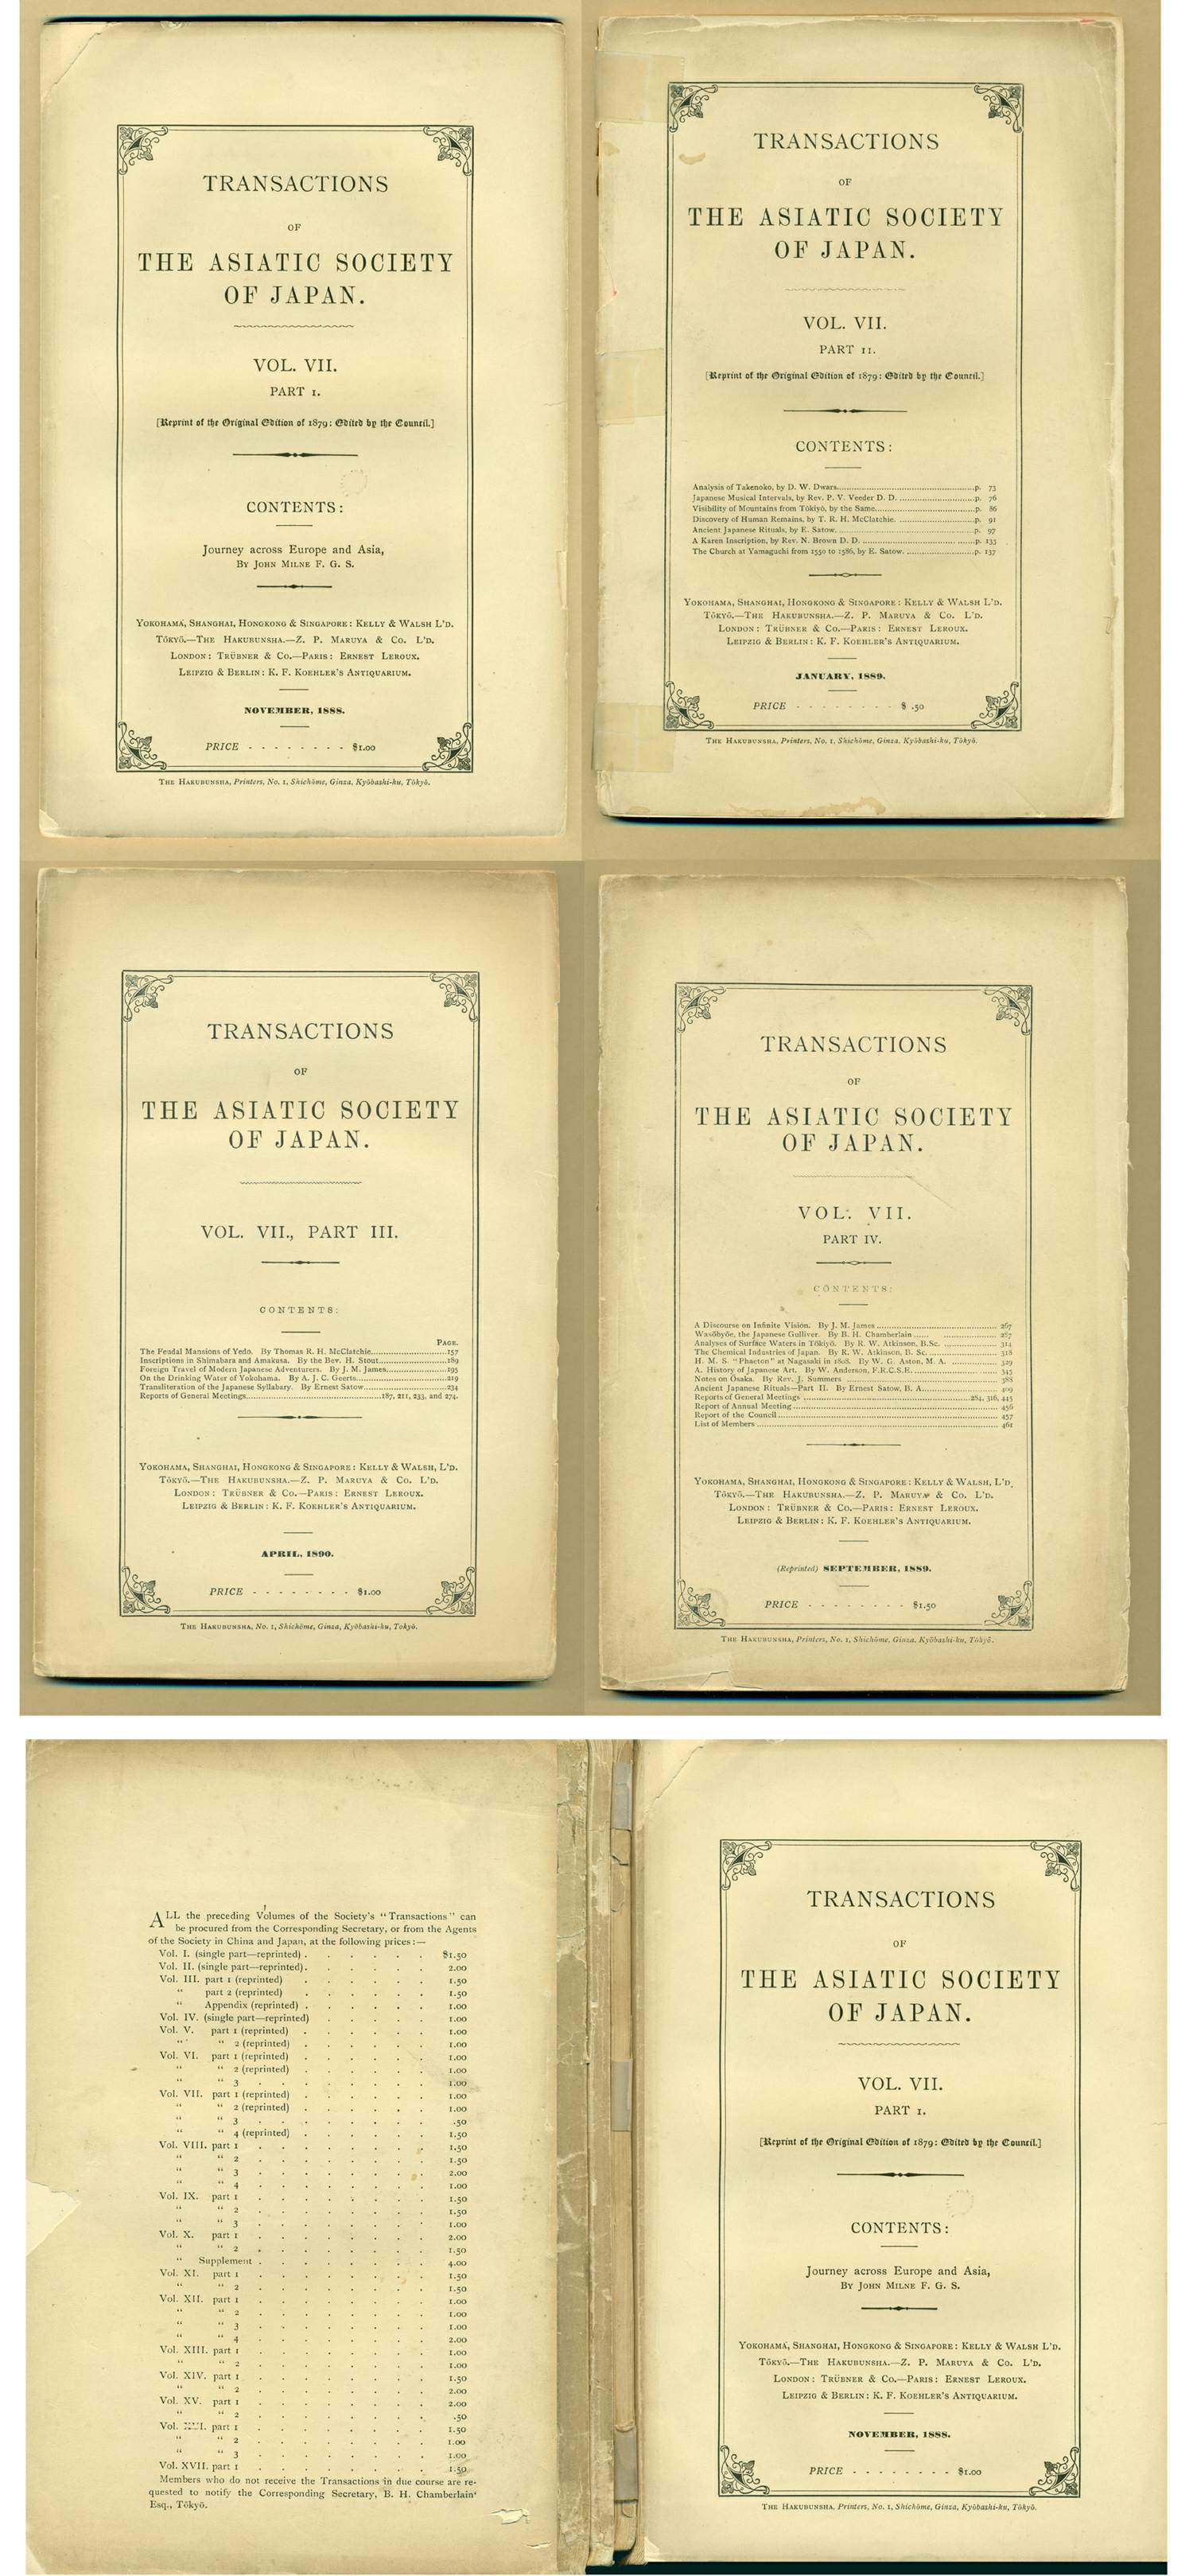 TRANSACTIONS
OF
THE ASIATIC SOCIETY
OF JAPAN.
VOL. VII.
PART I.
[Reprint of the Original Edition of 1879: Edited by the Council.]
CONTENTS:
Journey across Europe and Asia,
BY JOHN MILNE F. G. S.
YOKOHAMA, SHANGHAI, HONGKONG & SINGAPORE: KELLY & WALSH L'D.
TŌKYŌ.—THE HAKUBUNSHA.—Z. P. MARUYA & CO. L'D.
LONDON: TRÜBNER & CO.—PARIS: ERNEST LEROUX.
LEIPZIG & BERLIN: K. F. KOEHLER'S ANTIQUARIUM.
NOVEMBER, 1888.
PRICE - - - - - - - - $1.00
THE HAKUBUNSHA, Printers, No. 1, Shichōme, Ginza, Kyōbashi-ku, Tōkyō.
TRANSACTIONS
OF
THE ASIATIC SOCIETY
OF JAPAN.
VOL. VII.
PART II.
[Reprint of the Original Edition of 1879: Edited by the Council.]
CONTENTS:
Analysis of Takenoko, by D. W. Dwars..........p. 73
Japanese Musical Intervals, by Rev. P. V. Veeder D. D. ..........p. 76
Visibility of Mountains from Tōkiyō, by the Same..........p. 86
Discovery of Human Remains, by T. R. H. McClatchie. ..........p. 91
Ancient Japanese Rituals, by E. Satow. ..........p. 97
A Karen Inscription, by Rev. N. Brown D. D. ..........p. 133
The Church at Yamaguchi from 1550 to 1586, by E. Satow. ..........p. 137
YOKOHAMA, SHANGHAI, HONGKONG & SINGAPORE: KELLY & WALSH L'D.
TŌKYŌ.—THE HAKUBUNSHA.—Z. P. MARUYA & CO. L'D.
LONDON: TRÜBNER & CO.—PARIS: ERNEST LEROUX.
LEIPZIG & BERLIN: K. F. KOEHLER'S ANTIQUARIUM.
JANUARY, 1889.
PRICE - - - - - - - - $ .50
THE HAKUBUNSHA, Printers, No. 1, Shichōme, Ginza, Kyōbashi-ku, Tōkyō.
TRANSACTIONS
OF
THE ASIATIC SOCIETY
OF JAPAN.
VOL. VII., PART III.
CONTENTS:
PAGE.
The Feudal Mansions of Yedo. By Thomas R. H. McClatchie..........157
Inscriptions in Shimabara and Amakusa. By the Bev. H. Stout..........189
Foreign Travel of Modern Japanese Adventurers. By J. M. James..........195
On the Drinking Water of Yokohama. By A. J. C. Geerts..........219
Transliteration of the Japanese Syllabary. By Ernest Satow..........234
Reports of General Meetings..........187, 211, 233, and 274.
YOKOHAMA, SHANGHAI, HONGKONG & SINGAPORE: KELLY & WALSH, L'D.
TŌKYŌ.—THE HAKUBUNSHA.—Z. P. MARUYA & CO. L'D.
LONDON: TRÜBNER & CO.—PARIS: ERNEST LEROUX.
LEIPZIG & BERLIN: K. F. KOEHLER'S ANTIQUARIUM.
APRIL, 1890.
PRICE - - - - - - - - $1.00
THE HAKUBUNSHA, No. 1, Shichōme, Ginza, Kyōbashi-ku, Tōkyō.
TRANSACTIONS
OF
THE ASIATIC SOCIETY
OF JAPAN.
VOL. VII.
PART IV.
CONTENTS:
A Discourse on Infinite Vision. By J. M. James .......... 267
Wasōbyōe, the Japanese Gulliver. By B. H. Chamberlain .......... 287
Analyses of Surface Waters in Tōkiyō. By R. W. Atkinson, B.Sc. .......... 314
The Chemical Industries of Japan. By R. W. Atkinson, B. Sc. .......... 318
H. M. S. "Phaeton" at Nagasaki in 1808. By W. G. Aston, M. A. .......... 329
A. History of Japanese Art. By W. Anderson, F.R.C.S.E. .......... 345
Notes on Osaka. By Rev. J. Summers .......... 388
Ancient Japanese Rituals—Part II. By Ernest Satow, B. A. .......... 409
Reports of General Meetings ..........284, 316, 445
Report of Annual Meeting .......... 456
Report of the Council .......... 457
List of Members .......... 461
YOKOHAMA, SHANGHAI, HONGKONG & SINGAPORE: KELLY & WALSH, L'D.
TŌKYŌ.—THE HAKUBUNSHA.—Z. P. MARUYA & CO. L'D.
LONDON: TRÜBNER & CO.—PARIS: ERNEST LEROUX.
LEIPZIG & BERLIN: K. F. KOEHLER'S ANTIQUARIUM.
(Reprinted) SEPTEMBER, 1889.
PRICE - - - - - - - - $1.50
THE HAKUBUNSHA, Printers, No. 1, Shichōme, Ginza, Kyōbashi-ku, Tōkyō.
ALL the preceding Volumes of the Society's "Transactions" can
be procured from the Corresponding Secretary, or from the Agents
of the Society in China and Japan, at the following prices:—
Vol. I. (single part—reprinted) . . . . . . $1.50
Vol. II. (single part—reprinted) . . . . . . 2.00
Vol. III. part 1 (reprinted) . . . . . . 1.50
" part 2 (reprinted) . . . . . . 1.50
" Appendix (reprinted) . . . . . . 1.00
Vol. IV. (single part—reprinted) . . . . . 1.00
Vol. V. part 1 (reprinted) . . . . . . 1.00
" " 2 (reprinted) . . . . . . 1.00
Vol. VI. part 1 (reprinted) . . . . . . 1.00
" " 2 (reprinted) . . . . . . 1.00
" " 3 . . . . . . 1.00
Vol. VII. part 1 (reprinted) . . . . . . 1.00
" " 2 (reprinted) . . . . . . 1.00
" " 3 . . . . . . .50
" " 4 (reprinted) . . . . . . 1.50
Vol. VIII. part 1 . . . . . . 1.50
" " 2 . . . . . . 1.50
" " 3 . . . . . . 2.00
" " 4 . . . . . . 1.00
Vol. IX. part 1 . . . . . . 1.50
" " 2 . . . . . . 1.50
" " 3 . . . . . . 1.00
Vol. X. part 1 . . . . . . 2.00
" " 2 . . . . . . 1.50
" Supplement . . . . . . 4.00
Vol. XI. part 1 . . . . . . 1.50
" " 2 . . . . . . 1.50
Vol. XII. part 1 . . . . . . 1.00
" " 2 . . . . . . 1.00
" " 3 . . . . . . 1.00
" " 4 . . . . . . 2.00
Vol. XIII. part 1 . . . . . . 1.00
" " 2 . . . . . . 1.00
Vol. XIV. part 1 . . . . . . 1.50
" " 2 . . . . . . 2.00
Vol. XV. part 1 . . . . . . 2.00
" " 2 . . . . . . .50
Vol. XVI. part 1 . . . . . . 1.50
" " 2 . . . . . . 1.00
" " 3 . . . . . . 1.00
Vol. XVII. part 1 . . . . . . 1.50
Members who do not receive the Transactions in due course are re-
quested to notify the Corresponding Secretary, B. H. Chamberlain'
Esq., Tōkyō.
TRANSACTIONS
OF
THE ASIATIC SOCIETY
OF JAPAN.
VOL. VII.
PART I.
[Reprint of the Original Edition of 1879: Edited by the Council.]
CONTENTS:
Journey across Europe and Asia,
BY JOHN MILNE F. G. S.
YOKOHAMA, SHANGHAI, HONGKONG & SINGAPORE: KELLY & WALSH L'D.
TŌKYŌ.—THE HAKUBUNSHA.—Z. P. MARUYA & CO. L'D.
LONDON: TRÜBNER & CO.—PARIS: ERNEST LEROUX.
LEIPZIG & BERLIN: K. F. KOEHLER'S ANTIQUARIUM.
NOVEMBER, 1888.
PRICE - - - - - - - - $1.00
THE HAKUBUNSHA, Printers, No. 1, Shichōme, Ginza, Kyōbashi-ku, Tōkyō.